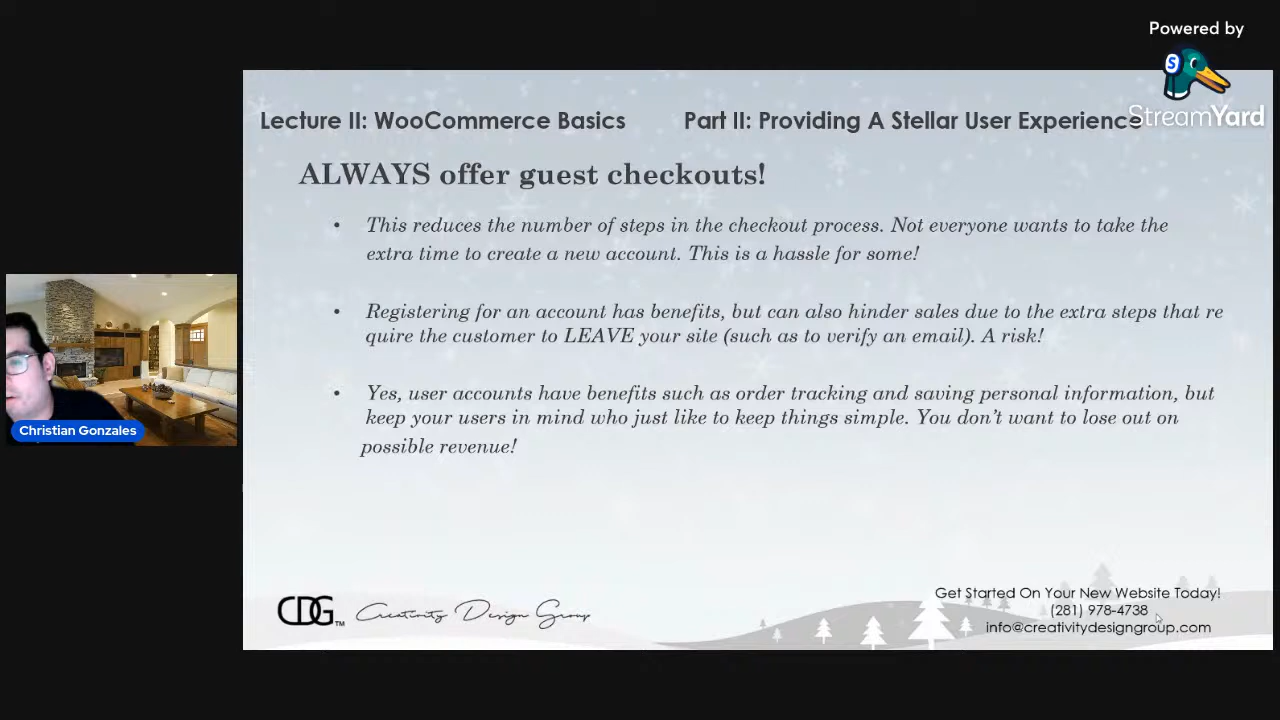 Powered by
StreamYard
Lecture II: WooCommerce Basics
Part II: Providing A Stellar User Experience
ALWAYS offer guest checkouts!
• This reduces the number of steps in the checkout process. Not everyone wants to take the
extra time to create a new account. This is a hassle for some!
• Registering for an account has benefits, but can also hinder sales due to the extra steps that re
quire the customer to LEAVE your site (such as to verify an email). A risk!
• Yes, user accounts have benefits such as order tracking and saving personal information, but
keep your users in mind who just like to keep things simple. You don't want to lose out on
possible revenue!
Christian Gonzales
CDG™ Creativity Design Group
Get Started On Your New Website Today!
(281) 978-4738
info@creativitydesigngroup.com